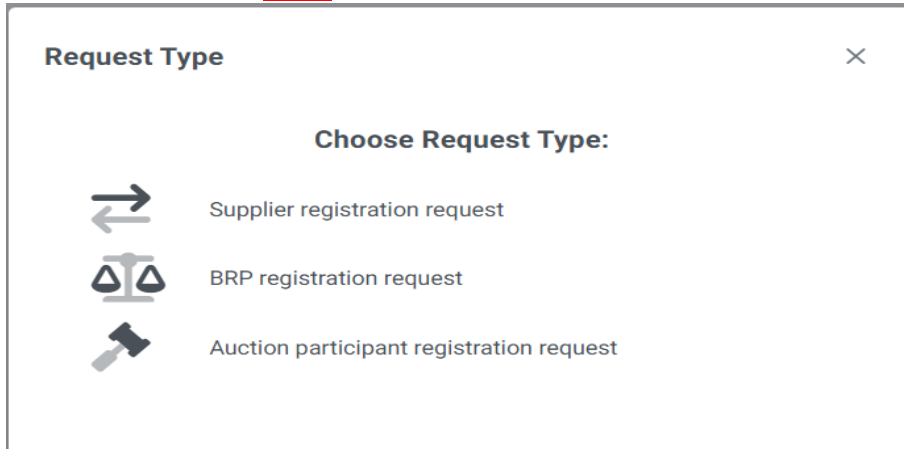 Request Type
Choose Request Type:
Supplier registration request
BRP registration request
Auction participant registration request